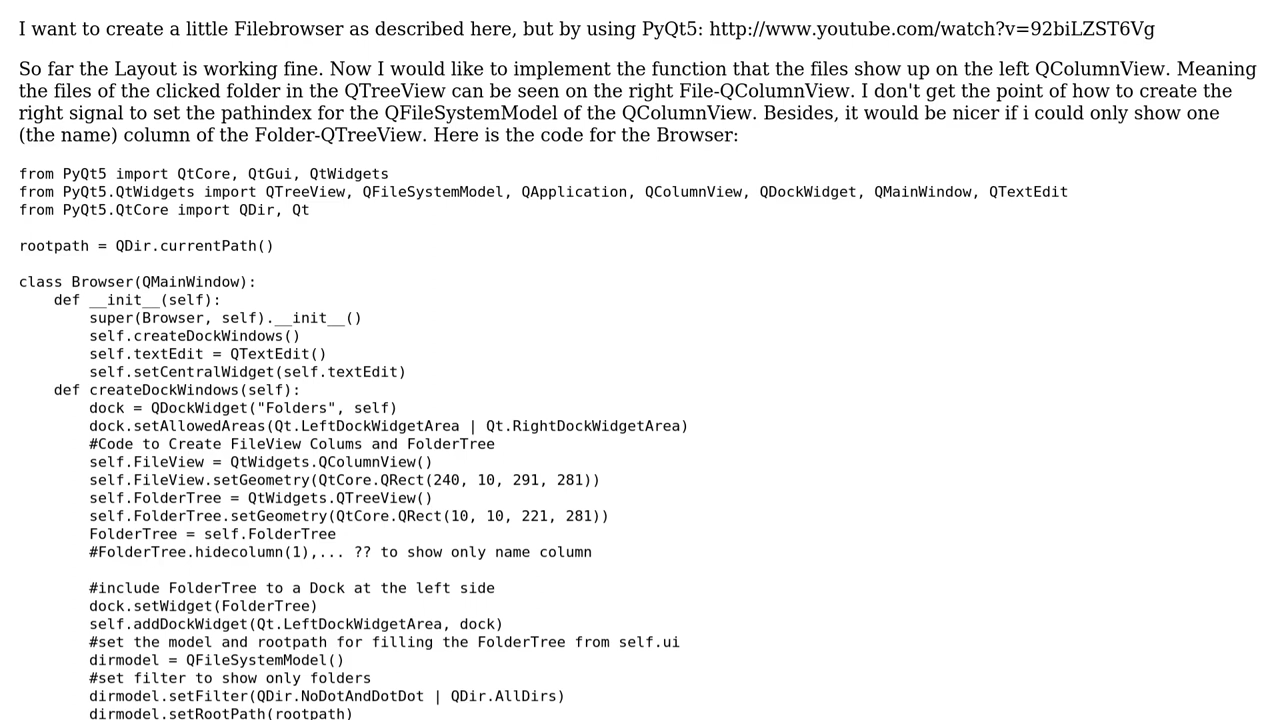 I want to create a little Filebrowser as described here, but by using PyQt5: http://www.youtube.com/watch?v=92biLZST6Vg
So far the Layout is working fine. Now I would like to implement the function that the files show up on the left QColumnView. Meaning
the files of the clicked folder in the QTreeView can be seen on the right File-QColumnView. I don't get the point of how to create the
right signal to set the pathindex for the QFileSystemModel of the QColumnView. Besides, it would be nicer if i could only show one
(the name) column of the Folder-QTreeView. Here is the code for the Browser:
from PyQt5 import QtCore, QtGui, QtWidgets
from PyQt5.QtWidgets import QTreeView, QFileSystemModel, QApplication, QColumnView, QDockWidget, QMainWindow, QTextEdit
from PyQt5.QtCore import QDir, Qt
rootpath = QDir.currentPath()
class Browser(QMainWindow):
    def __init__(self):
        super(Browser, self).__init__()
        self.createDockWindows()
        self.textEdit = QTextEdit()
        self.setCentralWidget(self.textEdit)
    def createDockWindows(self):
        dock = QDockWidget("Folders", self)
        dock.setAllowedAreas(Qt.LeftDockWidgetArea | Qt.RightDockWidgetArea)
        #Code to Create FileView Colums and FolderTree
        self.FileView = QtWidgets.QColumnView()
        self.FileView.setGeometry(QtCore.QRect(240, 10, 291, 281))
        self.FolderTree = QtWidgets.QTreeView()
        self.FolderTree.setGeometry(QtCore.QRect(10, 10, 221, 281))
        FolderTree = self.FolderTree
        #FolderTree.hidecolumn(1),... ?? to show only name column
        #include FolderTree to a Dock at the left side
        dock.setWidget(FolderTree)
        self.addDockWidget(Qt.LeftDockWidgetArea, dock)
        #set the model and rootpath for filling the FolderTree from self.ui
        dirmodel = QFileSystemModel()
        #set filter to show only folders
        dirmodel.setFilter(QDir.NoDotAndDotDot | QDir.AllDirs)
        dirmodel.setRootPath(rootpath)